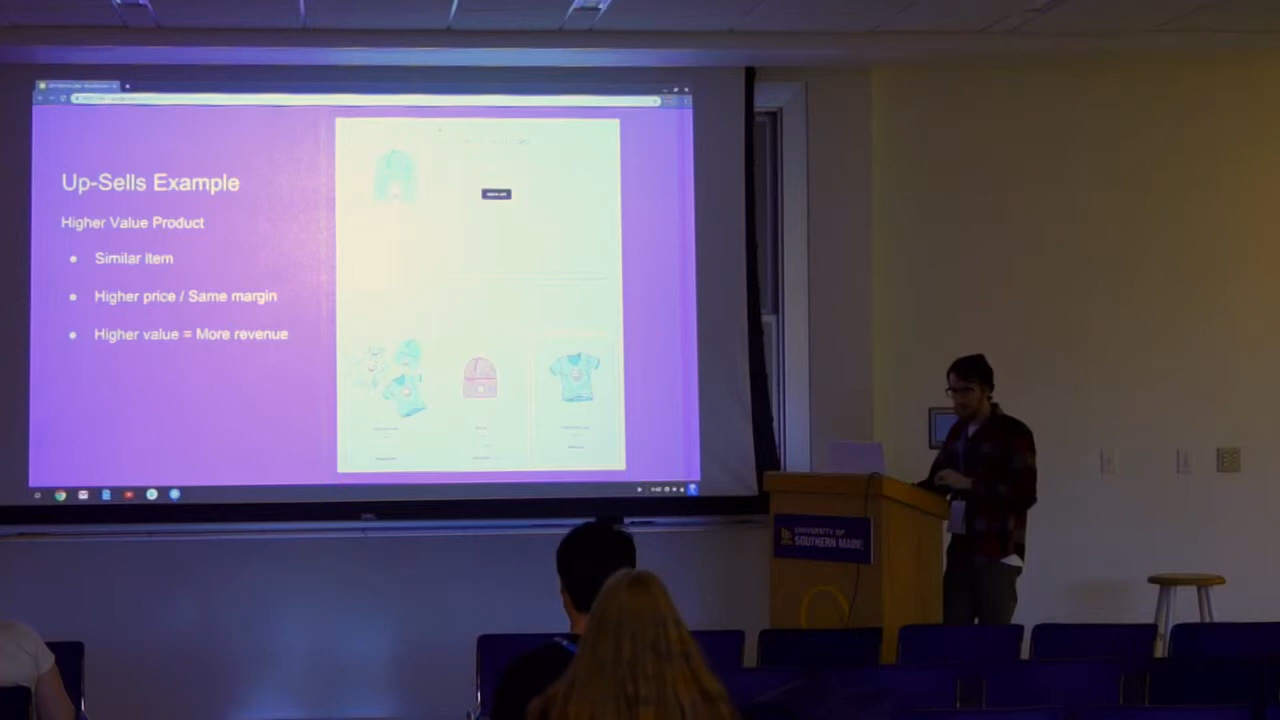 Up-Sells Example
Higher Value Product
Similar Item
Higher price / Same margin
Higher value = More revenue
UNIVERSITY OF
SOUTHERN MAINE